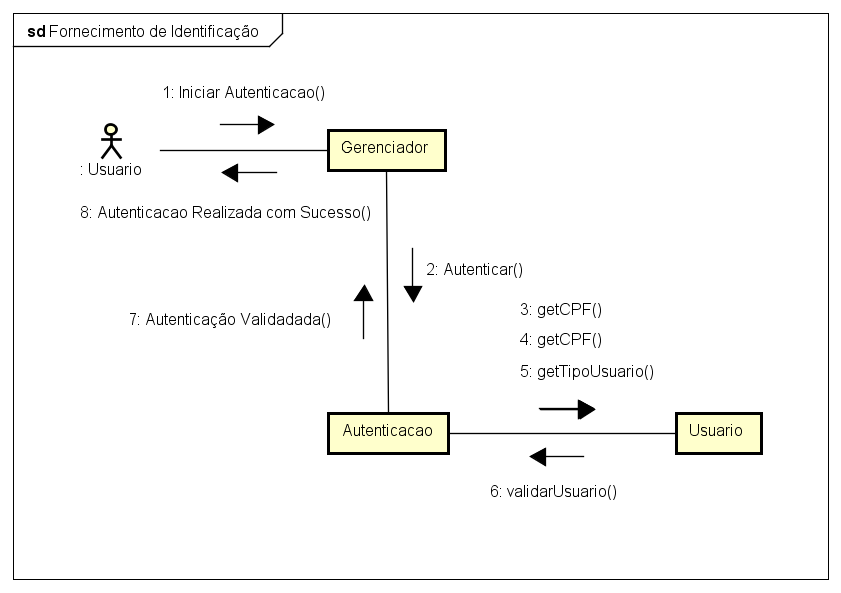 sd Fornecimento de Identificação
1: Iniciar Autenticacao()
Gerenciador
: Usuario
8: Autenticacao Realizada com Sucesso()
2: Autenticar()
3: getCPF()
7: Autenticação Validadada()
4: getCPF()
5: getTipoUsuario()
Autenticacao
Usuario
6: validarUsuario()